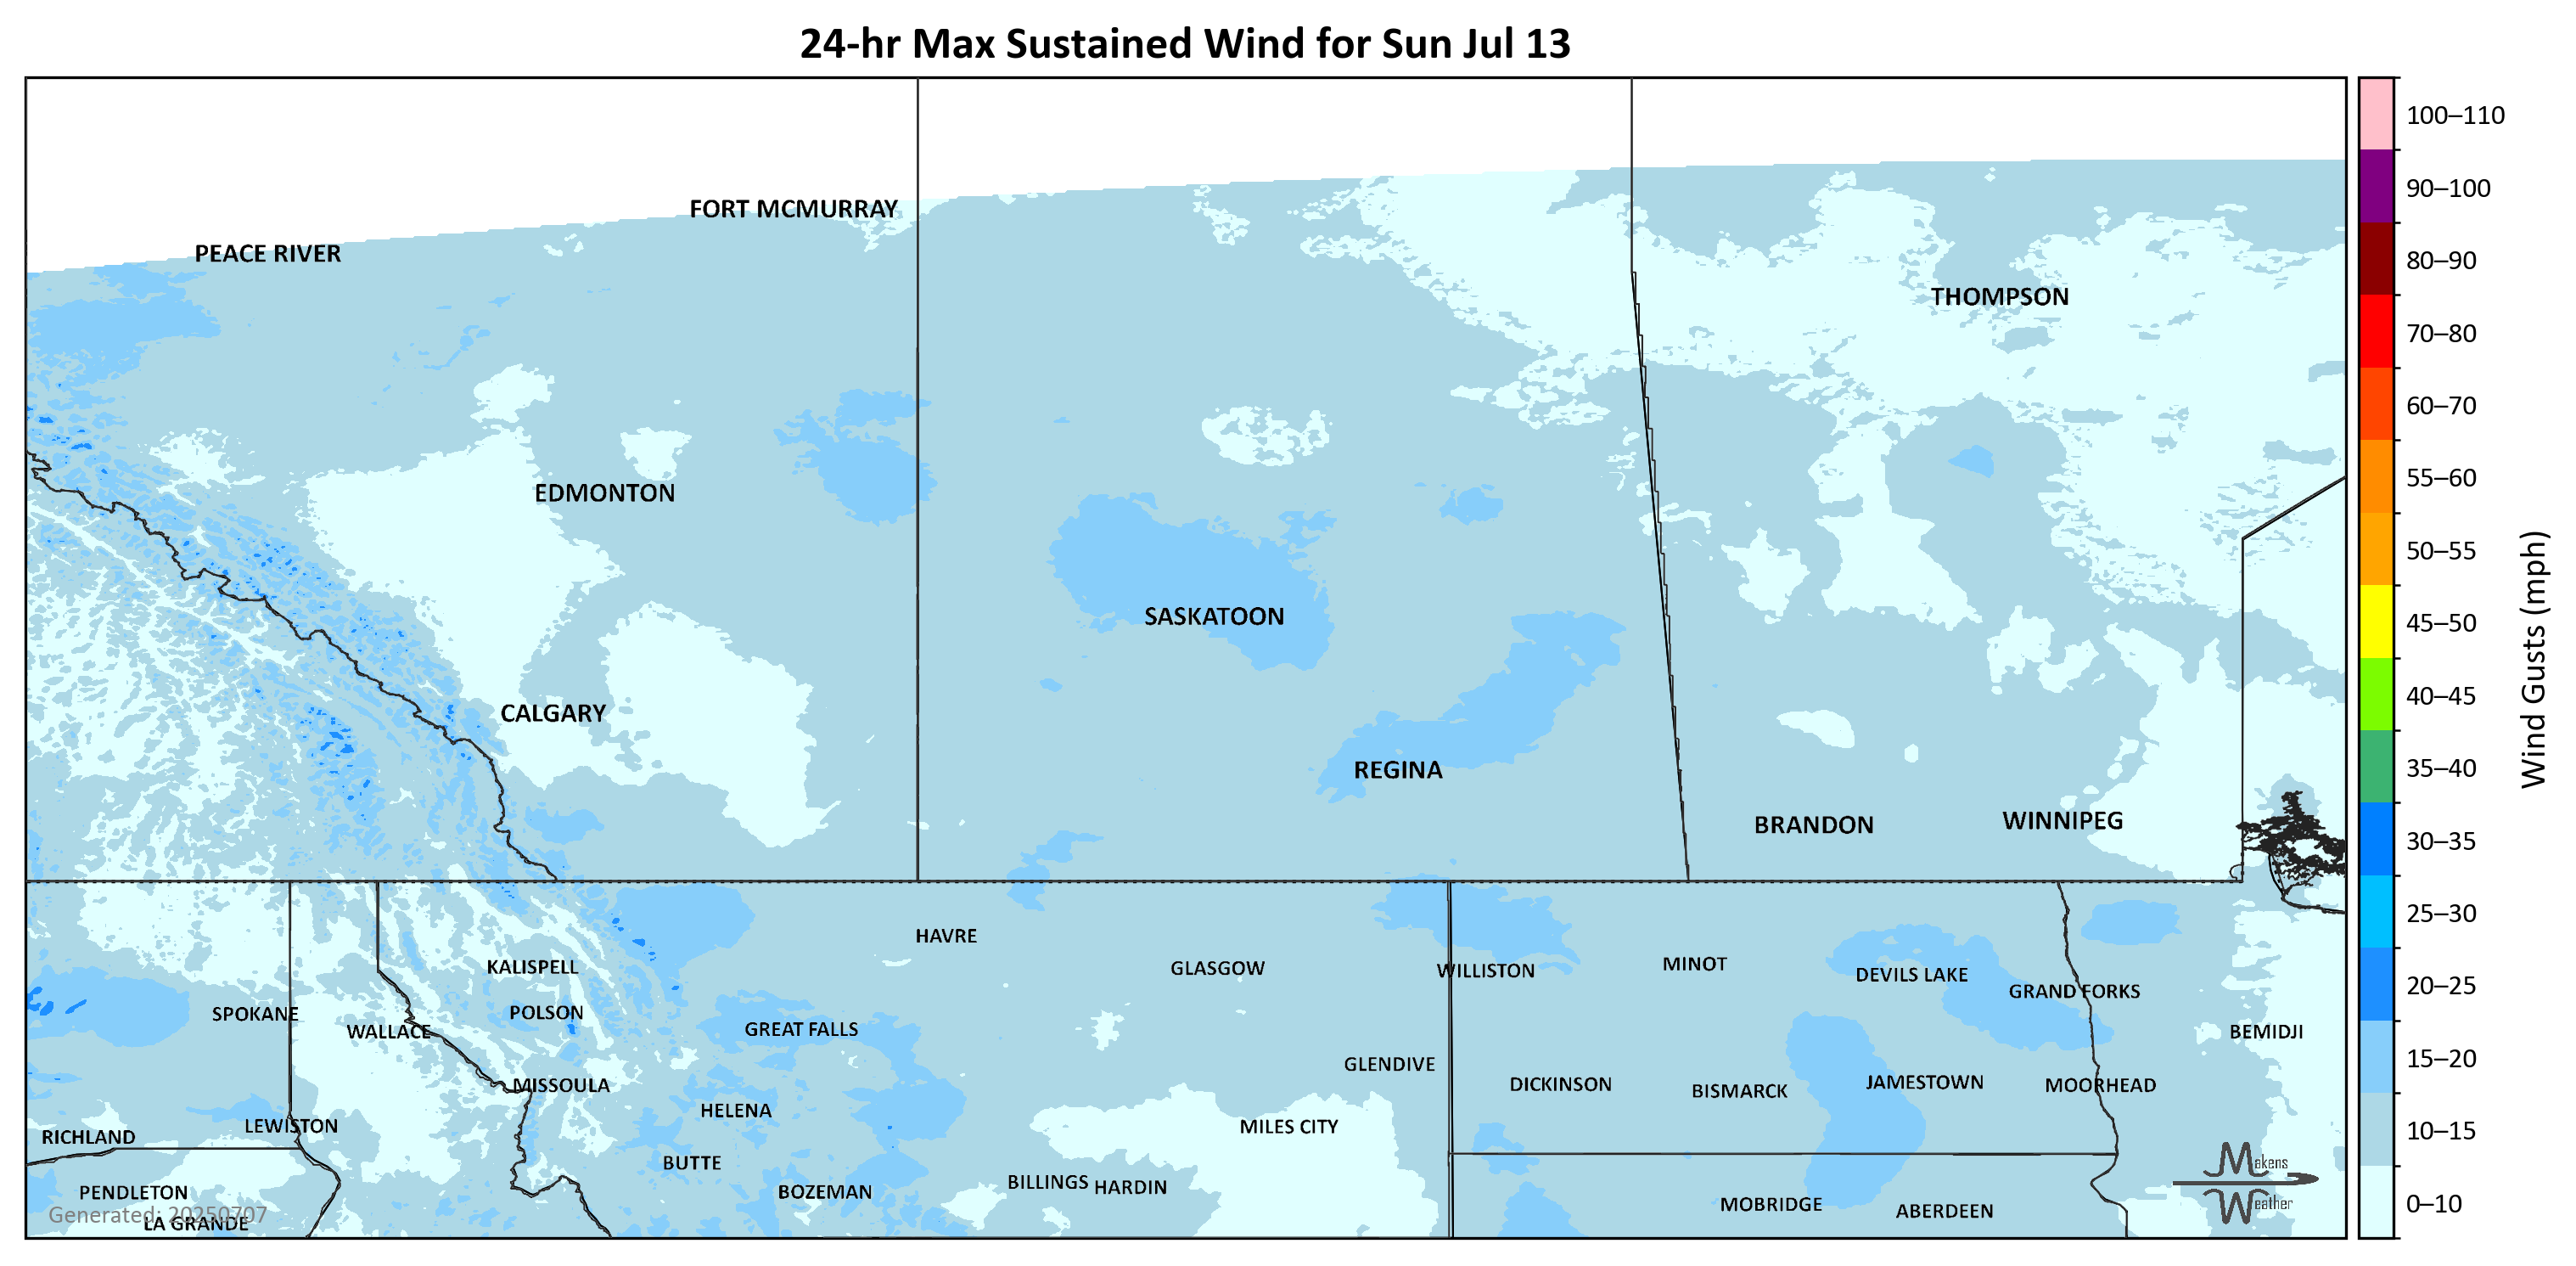 24-hr Max Sustained Wind for Sun Jul 13
100–110
FORT MCMURRAY
90–100
PEACE RIVER
80–90
THOMPSON
70–80
60–70
EDMONTON
55–60
50–55
SASKATOON
45–50
Wind Gusts (mph)
CALGARY
40–45
REGINA
35–40
BRANDON
WINNIPEG
30–35
HAVRE
25–30
KALISPELL
GLASGOW
WILLISTON
MINOT
DEVILS LAKE
GRAND FORKS
20–25
SPOKANE
POLSON
WALLACE
GREAT FALLS
BEMIDJI
15–20
GLENDIVE
MISSOULA
DICKINSON
BISMARCK
JAMESTOWN
MOORHEAD
HELENA
LEWISTON
MILES CITY
RICHLAND
10–15
BUTTE
Makens
PENDLETON
BOZEMAN
BILLINGS
HARDIN
MOBRIDGE
ABERDEEN
Weather
0–10
Generated: 20250707
LA GRANDE